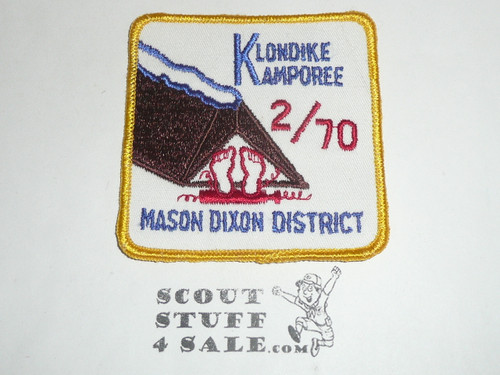 KLONDIKE
KAMPOREE
2/70
MASON DIXON DISTRICT
SCOUT
STUFF
4 SALE.com